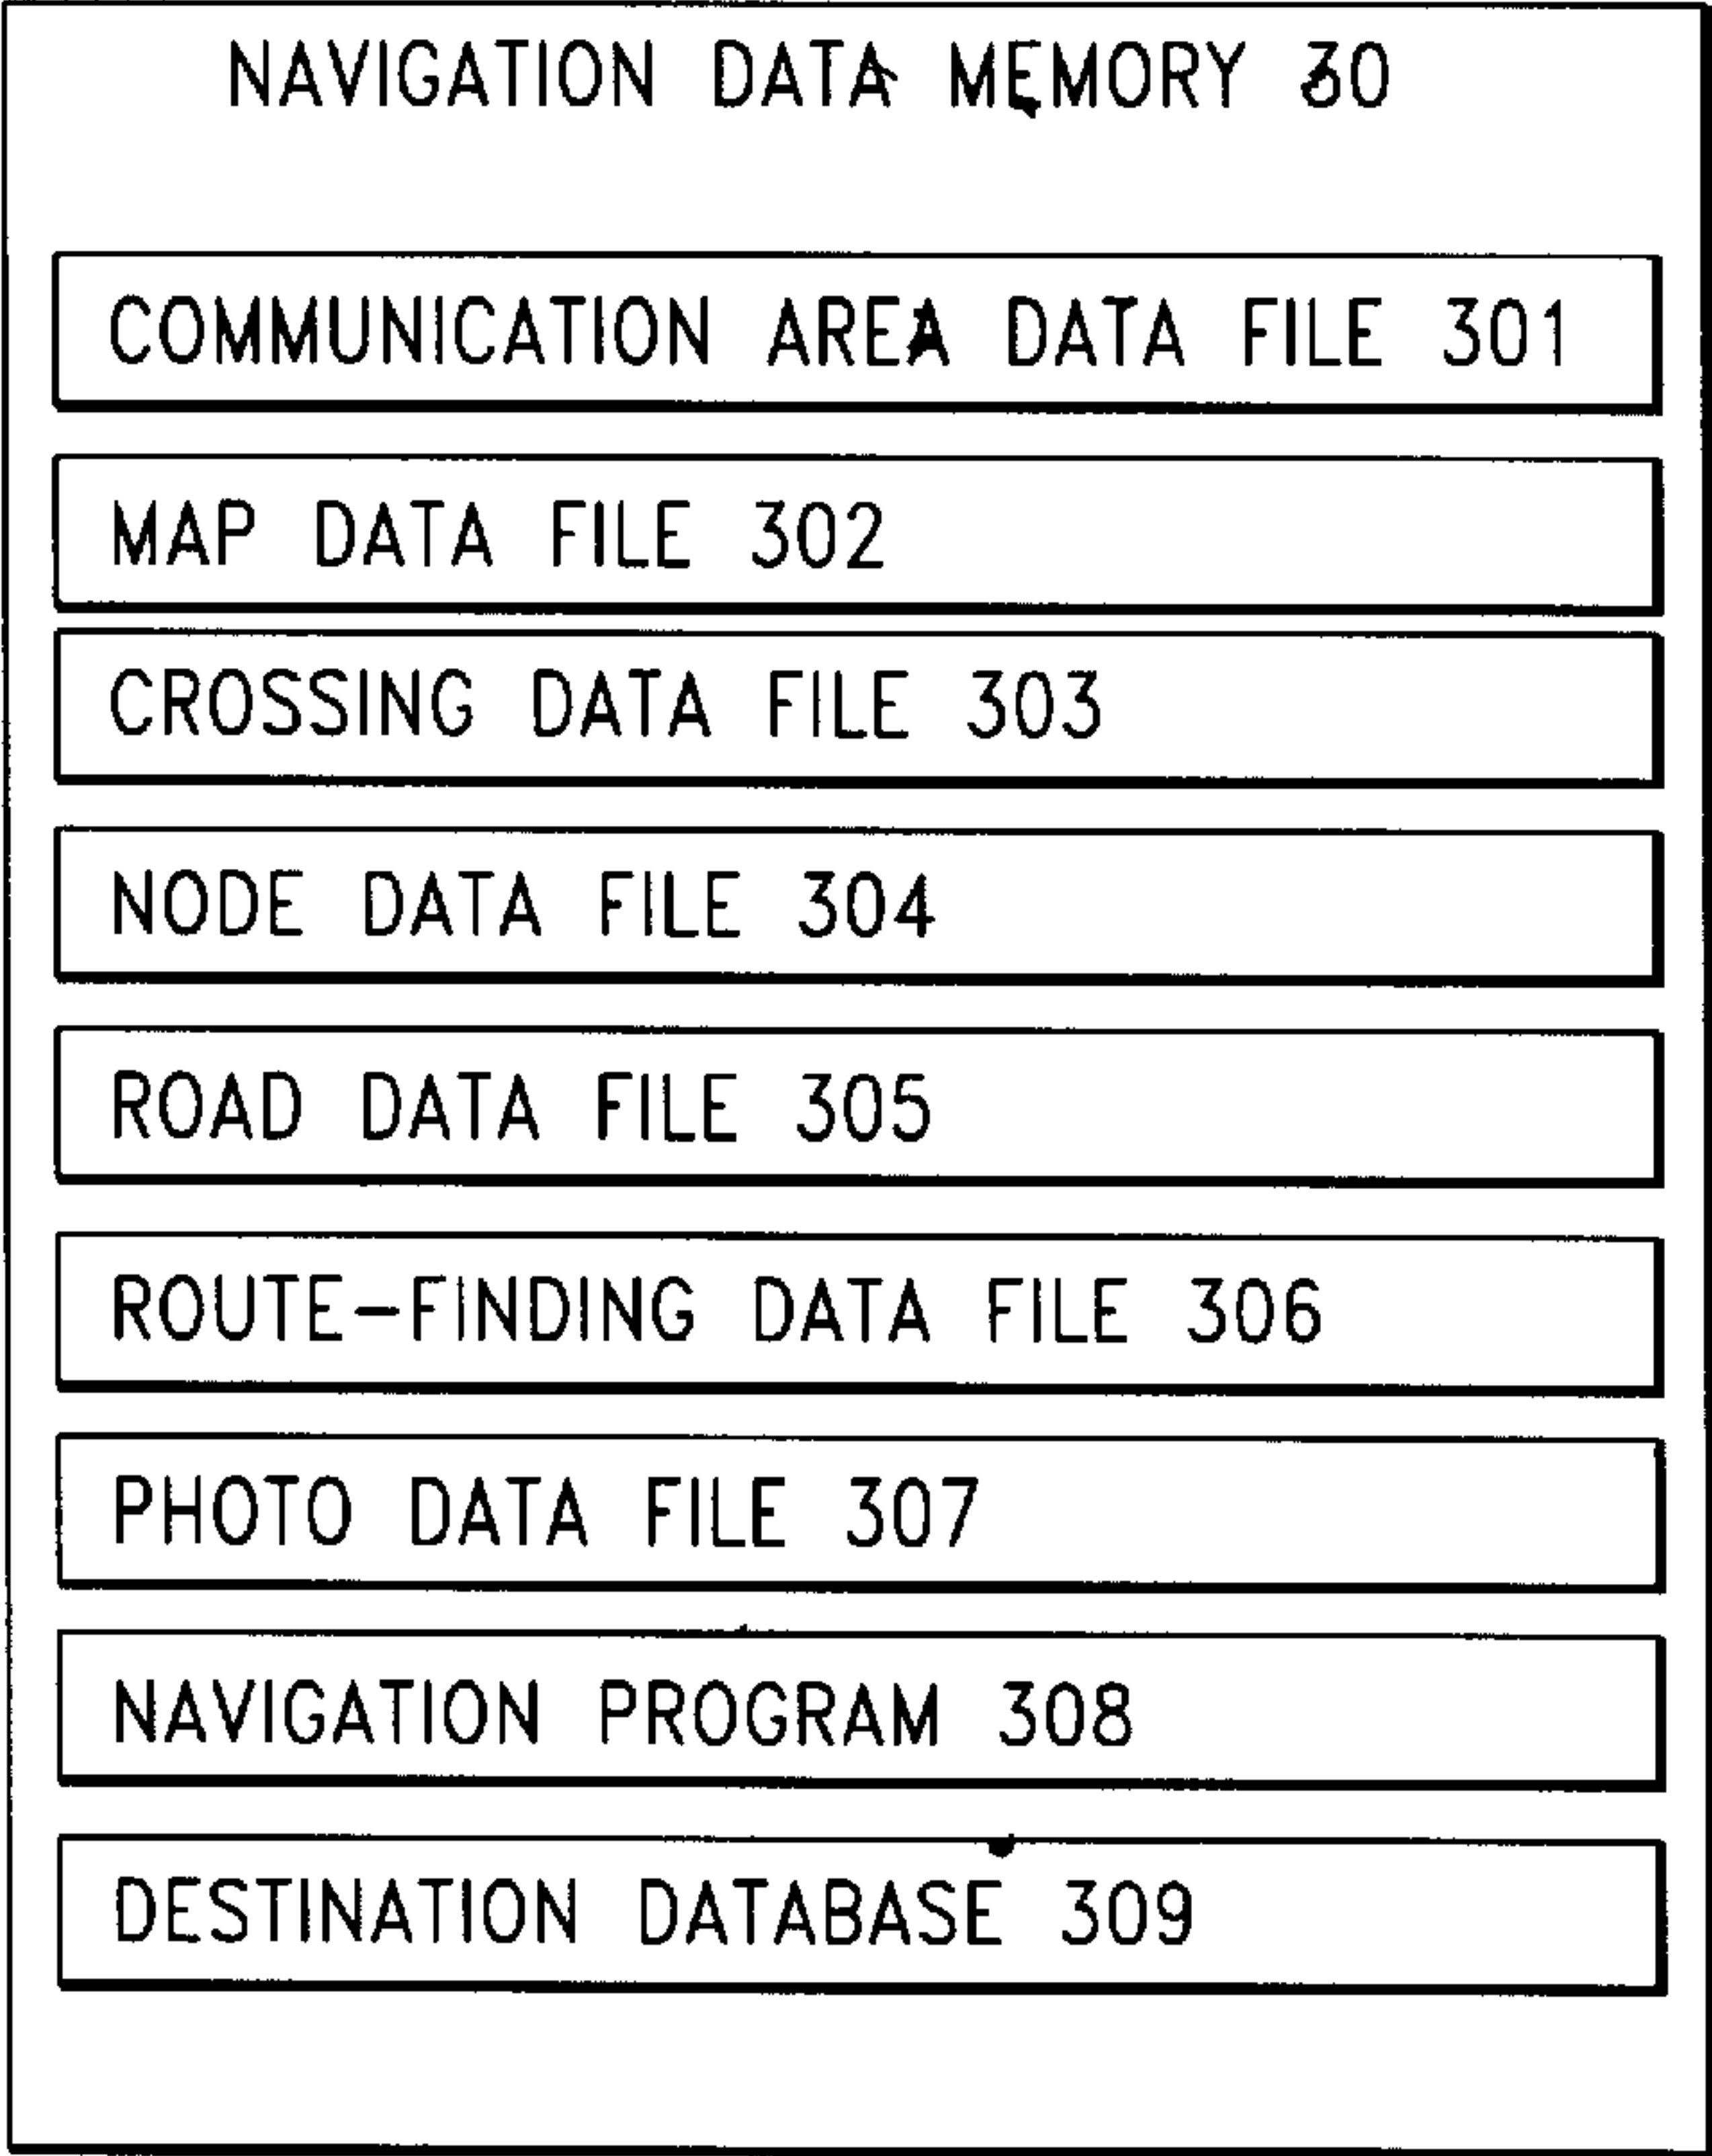 NAVIGATION DATA MEMORY 30
COMMUNICATION AREA DATA FILE 301
MAP DATA FILE 302
CROSSING DATA FILE 303
NODE DATA FILE 304
ROAD DATA FILE 305
ROUTE-FINDING DATA FILE 306
PHOTO DATA FILE 307
NAVIGATION PROGRAM 308
DESTINATION DATABASE 309